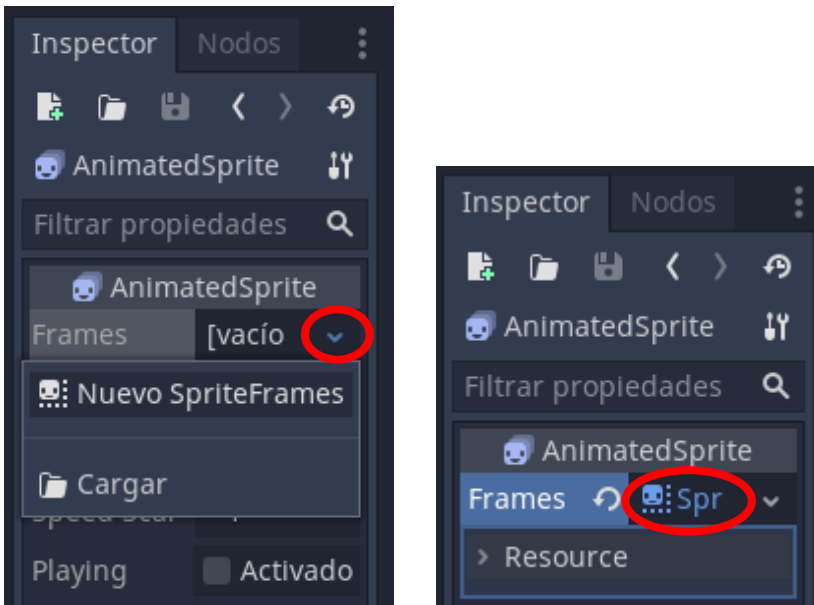 Inspector Nodos
AnimatedSprite
Filtrar propiedades
AnimatedSprite
Frames [vacío
Nuevo SpriteFrames
Cargar
Playing Activado
Inspector Nodos
AnimatedSprite
Filtrar propiedades
AnimatedSprite
Frames Spr
Resource